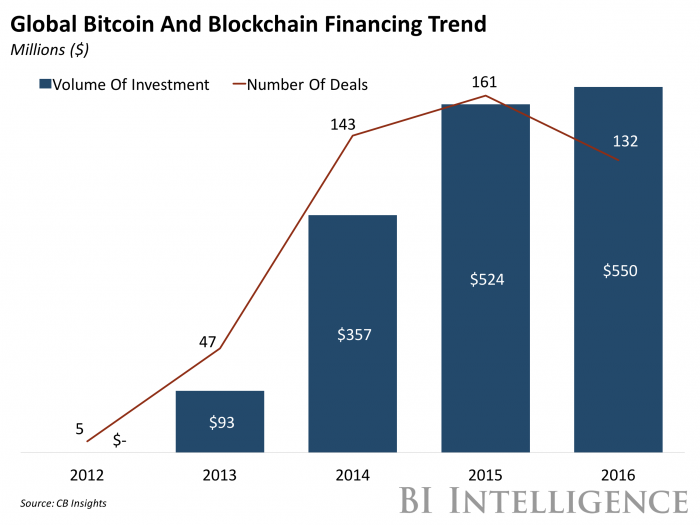 Global Bitcoin And Blockchain Financing Trend
Millions ($)
Volume Of Investment Number Of Deals
161
143
132
$550
$524
$357
47
$93
5
$-
2012 2013 2014 2015 2016
Source: CB Insights
BI INTELLIGENCE